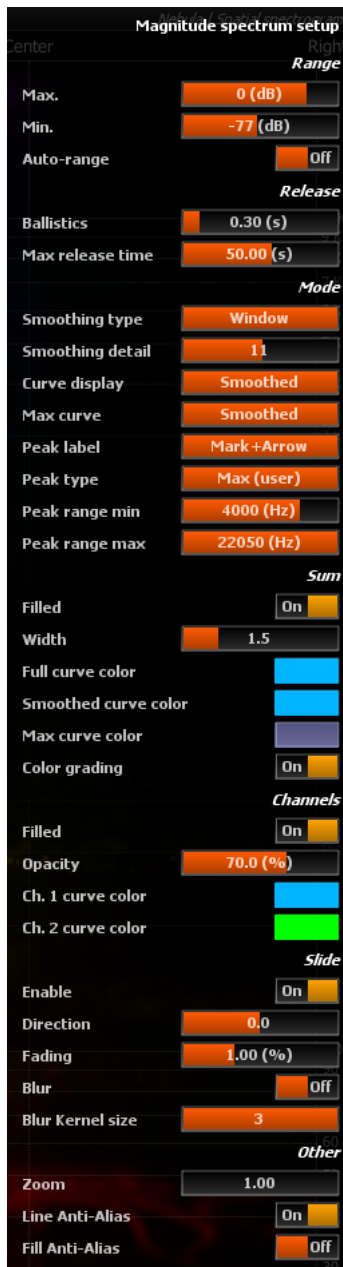 Nebula / Spatial spectrogram
Magnitude spectrum setup
Center Right
Range
Max. 0 (dB)
Min. -77 (dB)
Auto-range Off
Release
Ballistics 0.30 (s)
Max release time 50.00 (s)
Mode
Smoothing type Window
Smoothing detail 11
Curve display Smoothed
Max curve Smoothed
Peak label Mark+Arrow
Peak type Max (user)
Peak range min 4000 (Hz)
Peak range max 22050 (Hz)
Sum
Filled On
Width 1.5
Full curve color
Smoothed curve color
Max curve color
Color grading On
Channels
Filled On
Opacity 70.0 (%)
Ch. 1 curve color
Ch. 2 curve color
Slide
Enable On
Direction 0.0
Fading 1.00 (%)
Blur Off
Blur Kernel size 3
60
Other
Zoom 1.00
Line Anti-Alias On
Fill Anti-Alias Off
30